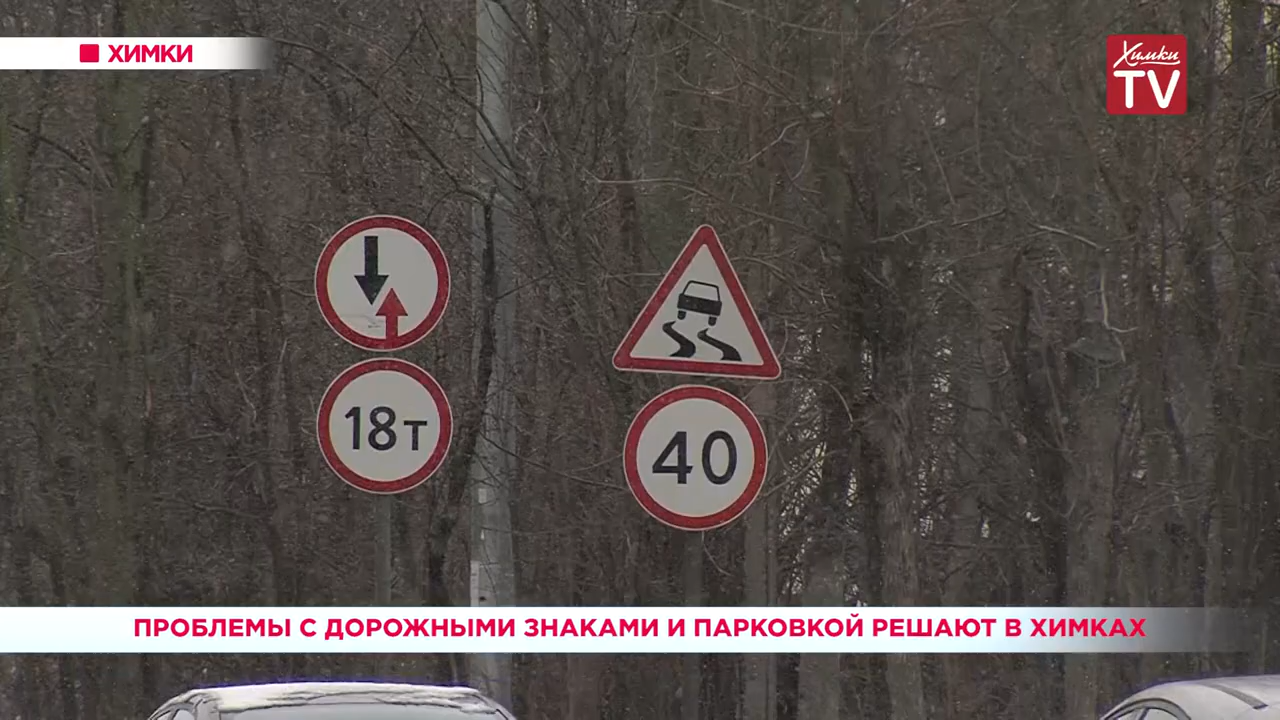 ХИМКИ
Химки
TV
18т
40
ПРОБЛЕМЫ С ДОРОЖНЫМИ ЗНАКАМИ И ПАРКОВКОЙ РЕШАЮТ В ХИМКАХ